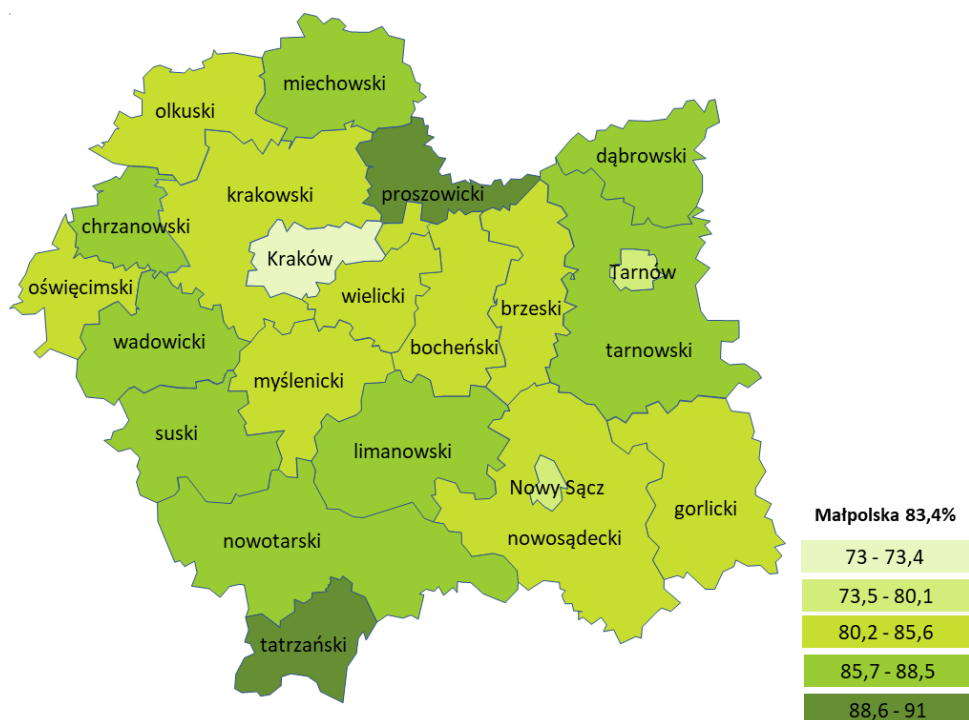 miechowski
olkuski
dąbrowski
krakowski
proszowicki
chrzanowski
Kraków
Tarnów
oświęcimski
wielicki
brzeski
wadowicki
bocheński
tarnowski
myślenicki
suski
limanowski
Nowy Sącz
gorlicki
nowotarski
nowosądecki
tatrzański
Małpolska 83,4%
73 - 73,4
73,5 - 80,1
80,2 - 85,6
85,7 - 88,5
88,6 - 91